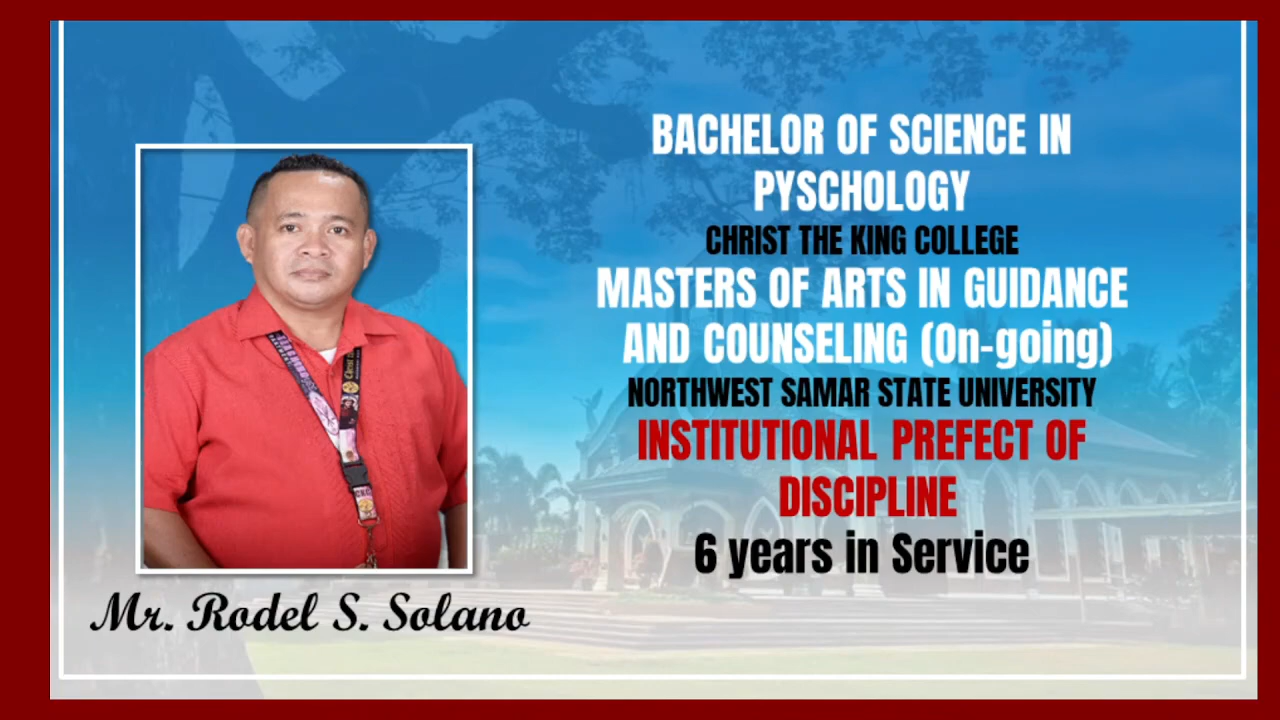 BACHELOR OF SCIENCE IN
PYSCHOLOGY
CHRIST THE KING COLLEGE
MASTERS OF ARTS IN GUIDANCE
AND COUNSELING (On-going)
NORTHWEST SAMAR STATE UNIVERSITY
INSTITUTIONAL PREFECT OF
DISCIPLINE
6 years in Service
Mr. Rodel S. Solano